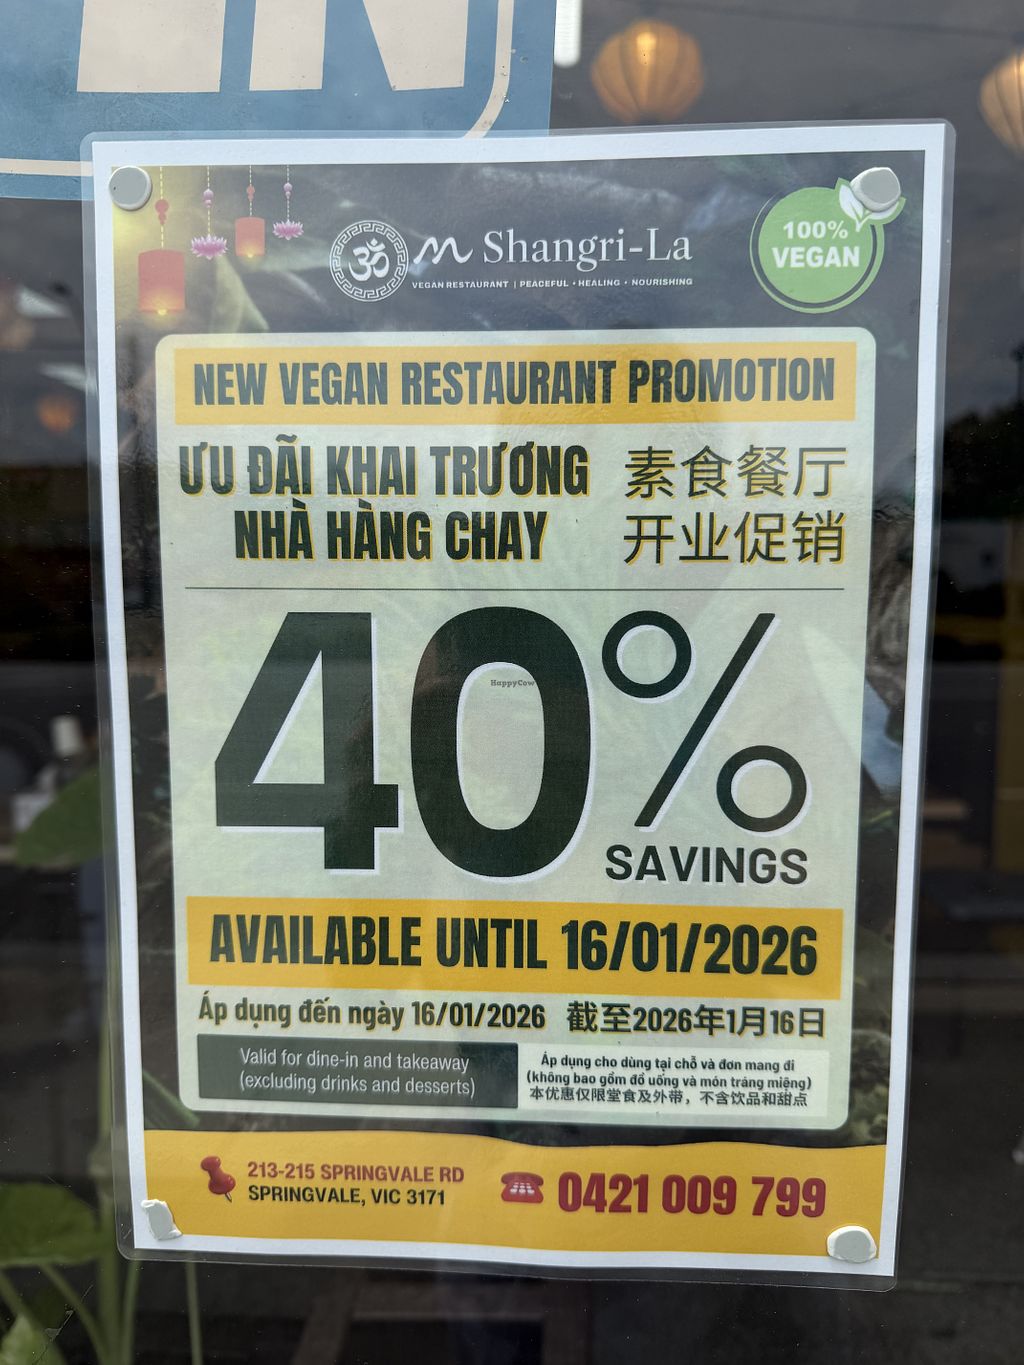 IN
ॐ M Shangri-La
VEGAN RESTAURANT | PEACEFUL • HEALING • NOURISHING
100%
VEGAN
NEW VEGAN RESTAURANT PROMOTION
ƯU ĐÃI KHAI TRƯƠNG
NHÀ HÀNG CHAY
素食餐厅
开业促销
40%
SAVINGS
HappyCow
AVAILABLE UNTIL 16/01/2026
Áp dụng đến ngày 16/01/2026 截至2026年1月16日
Valid for dine-in and takeaway
(excluding drinks and desserts)
Áp dụng cho dùng tại chỗ và đơn mang đi
(không bao gồm đồ uống và món tráng miệng)
本优惠仅限堂食及外带，不含饮品和甜点
213-215 SPRINGVALE RD
SPRINGVALE, VIC 3171
0421 009 799